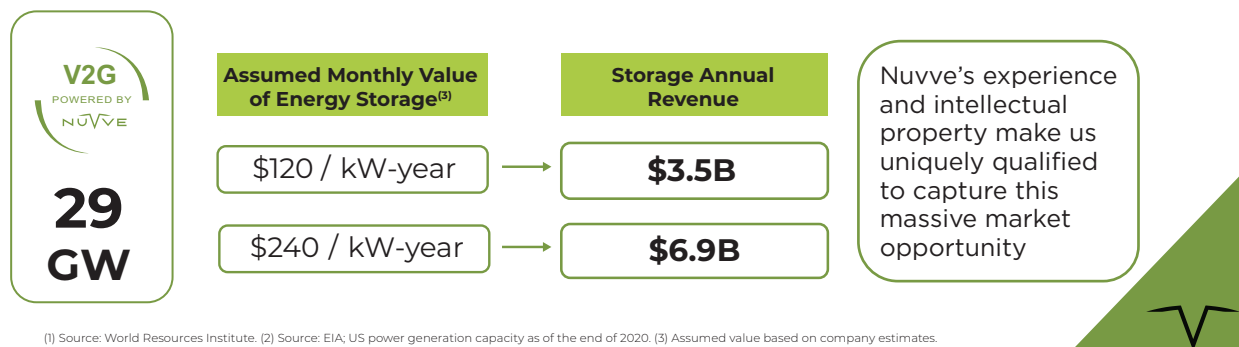 V2G
POWERED BY
NUVVE
29
GW
Assumed Monthly Value
of Energy Storage(3)
Storage Annual
Revenue
$120 / kW-year
$3.5B
$240 / kW-year
$6.9B
Nuvve’s experience
and intellectual
property make us
uniquely qualified
to capture this
massive market
opportunity
(1) Source: World Resources Institute. (2) Source: EIA; US power generation capacity as of the end of 2020. (3) Assumed value based on company estimates.